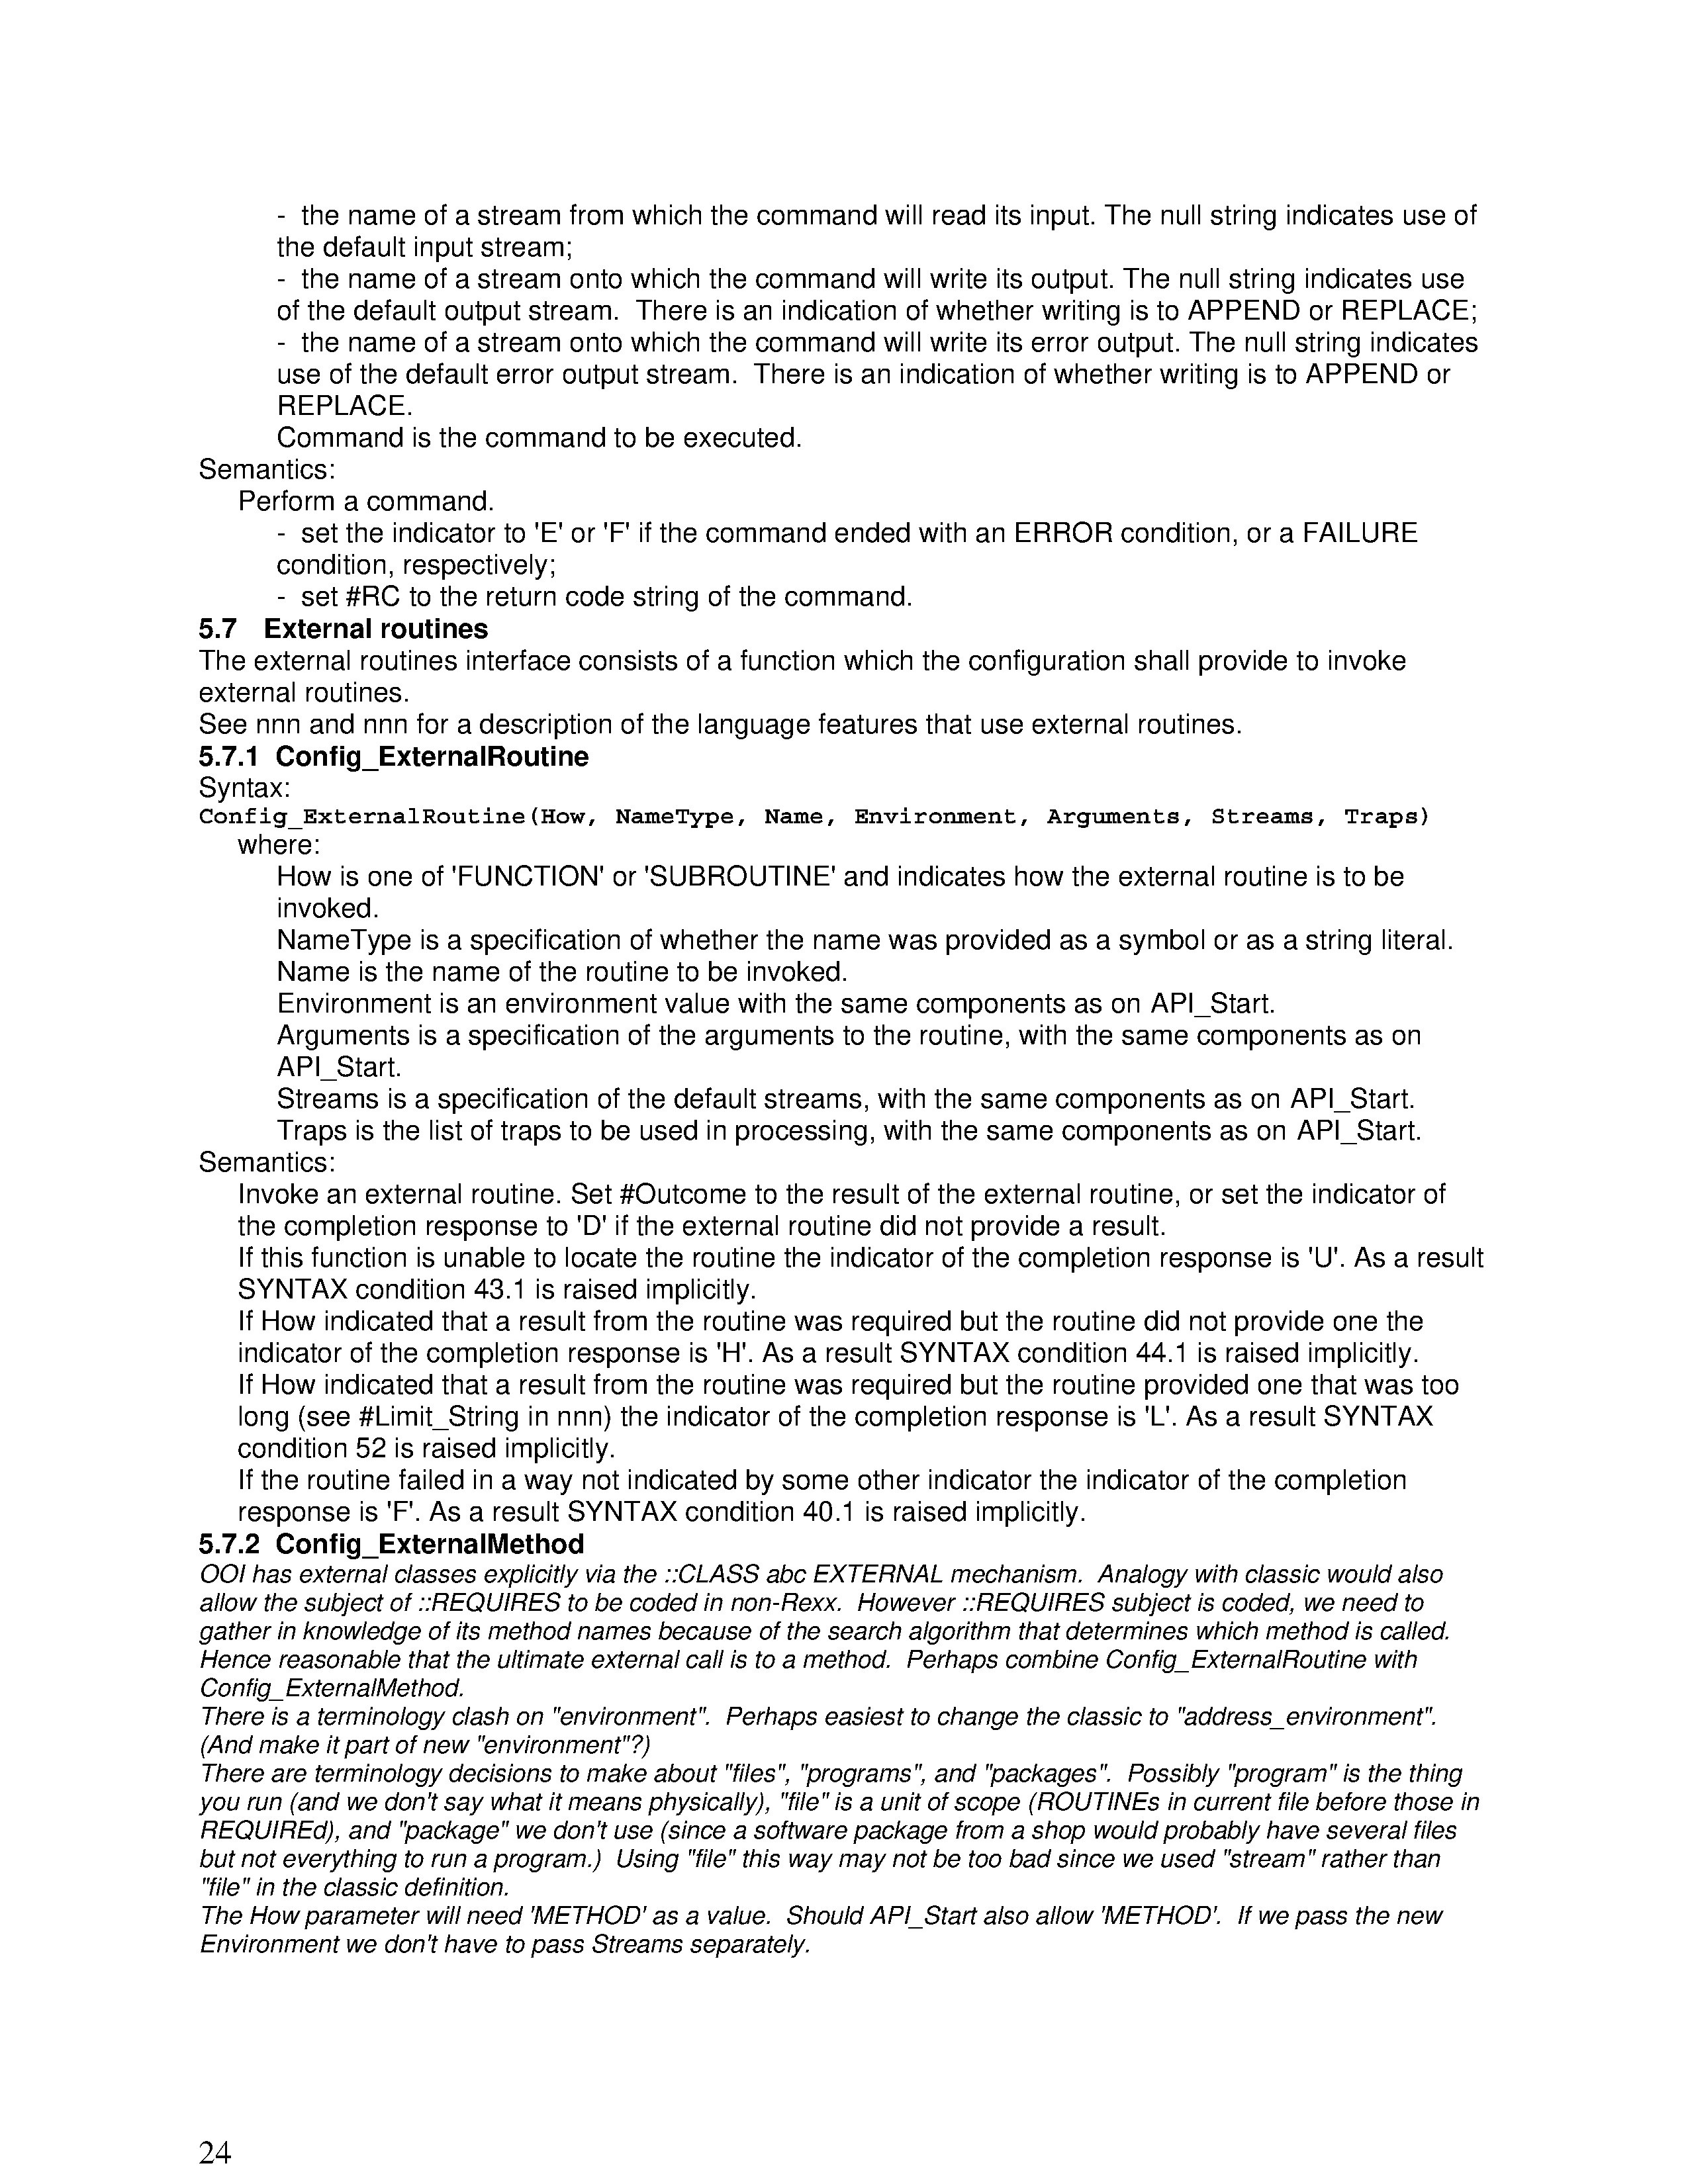 - the name of a stream from which the command will read its input. The null string indicates use of
the default input stream;
- the name of a stream onto which the command will write its output. The null string indicates use
of the default output stream.  There is an indication of whether writing is to APPEND or REPLACE;
- the name of a stream onto which the command will write its error output. The null string indicates
use of the default error output stream.  There is an indication of whether writing is to APPEND or
REPLACE.
Command is the command to be executed.
Semantics:
Perform a command.
- set the indicator to 'E' or 'F' if the command ended with an ERROR condition, or a FAILURE
condition, respectively;
- set #RC to the return code string of the command.
5.7 External routines
The external routines interface consists of a function which the configuration shall provide to invoke
external routines.
See nnn and nnn for a description of the language features that use external routines.
5.7.1 Config_ExternalRoutine
Syntax:
Config_ExternalRoutine(How, NameType, Name, Environment, Arguments, Streams, Traps)
where:
How is one of 'FUNCTION' or 'SUBROUTINE' and indicates how the external routine is to be
invoked.
NameType is a specification of whether the name was provided as a symbol or as a string literal.
Name is the name of the routine to be invoked.
Environment is an environment value with the same components as on API_Start.
Arguments is a specification of the arguments to the routine, with the same components as on
API_Start.
Streams is a specification of the default streams, with the same components as on API_Start.
Traps is the list of traps to be used in processing, with the same components as on API_Start.
Semantics:
Invoke an external routine. Set #Outcome to the result of the external routine, or set the indicator of
the completion response to 'D' if the external routine did not provide a result.
If this function is unable to locate the routine the indicator of the completion response is 'U'. As a result
SYNTAX condition 43.1 is raised implicitly.
If How indicated that a result from the routine was required but the routine did not provide one the
indicator of the completion response is 'H'. As a result SYNTAX condition 44.1 is raised implicitly.
If How indicated that a result from the routine was required but the routine provided one that was too
long (see #Limit_String in nnn) the indicator of the completion response is 'L'. As a result SYNTAX
condition 52 is raised implicitly.
If the routine failed in a way not indicated by some other indicator the indicator of the completion
response is 'F'. As a result SYNTAX condition 40.1 is raised implicitly.
5.7.2 Config_ExternalMethod
OOI has external classes explicitly via the ::CLASS abc EXTERNAL mechanism.  Analogy with classic would also
allow the subject of ::REQUIRES to be coded in non-Rexx.  However ::REQUIRES subject is coded, we need to
gather in knowledge of its method names because of the search algorithm that determines which method is called.
Hence reasonable that the ultimate external call is to a method.  Perhaps combine Config_ExternalRoutine with
Config_ExternalMethod.
There is a terminology clash on "environment".  Perhaps easiest to change the classic to "address_environment".
(And make it part of new "environment"?)
There are terminology decisions to make about "files", "programs", and "packages".  Possibly "program" is the thing
you run (and we don't say what it means physically), "file" is a unit of scope (ROUTINEs in current file before those in
REQUIREd), and "package" we don't use (since a software package from a shop would probably have several files
but not everything to run a program.)  Using "file" this way may not be too bad since we used "stream" rather than
"file" in the classic definition.
The How parameter will need 'METHOD' as a value.  Should API_Start also allow 'METHOD'.  If we pass the new
Environment we don't have to pass Streams separately.
24